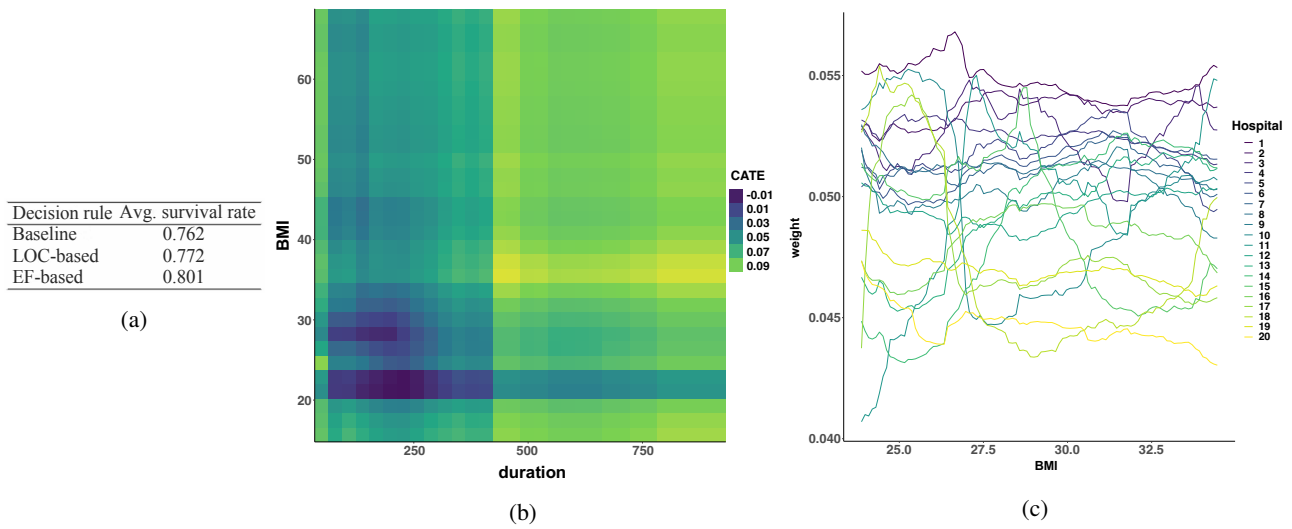 Decision rule Avg. survival rate
Baseline 0.762
LOC-based 0.772
EF-based 0.801
(a)
BMI
60
50
40
30
20
250 500 750
duration
CATE
-0.01
0.01
0.03
0.05
0.07
0.09
(b)
weight
0.055
0.050
0.045
0.040
25.0 27.5 30.0 32.5
BMI
Hospital
1
2
3
4
5
6
7
8
9
10
11
12
13
14
15
16
17
18
19
20
(c)